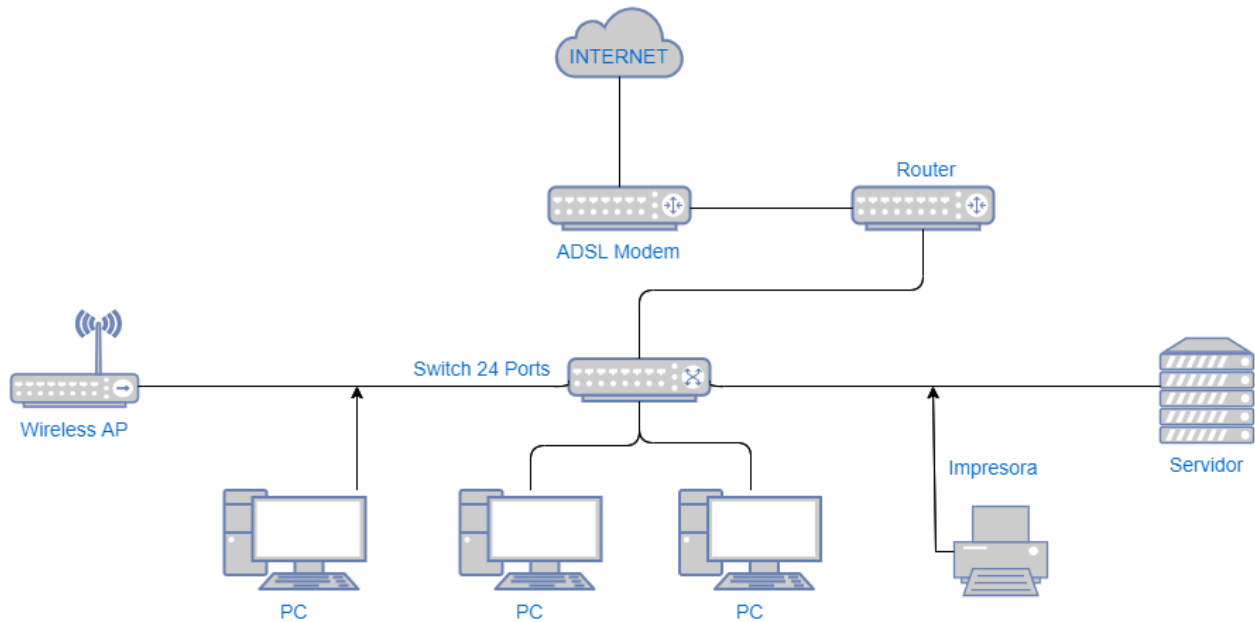 INTERNET
Router
ADSL Modem
Switch 24 Ports
Wireless AP
Impresora
Servidor
PC
PC
PC